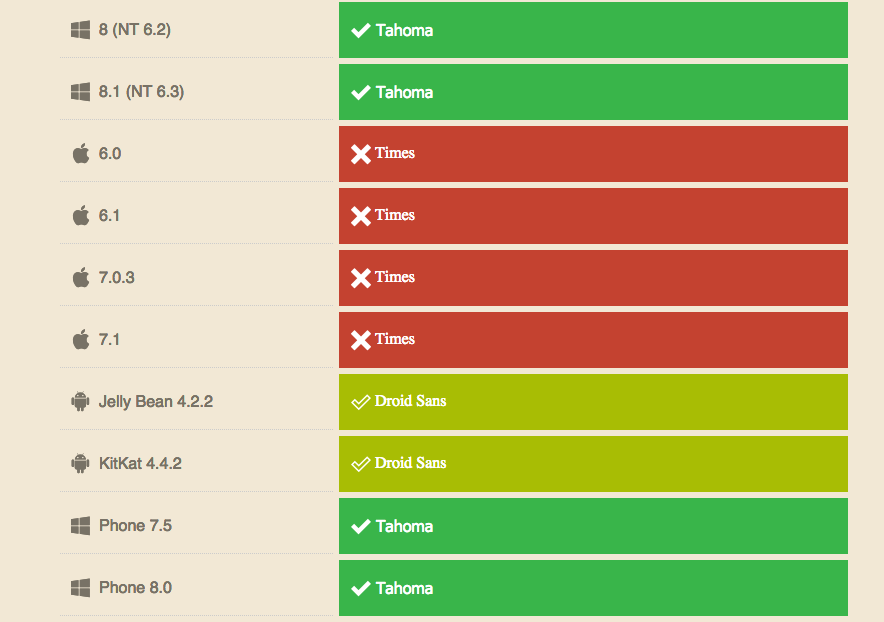 8 (NT 6.2) Tahoma
8.1 (NT 6.3) Tahoma
6.0 Times
6.1 Times
7.0.3 Times
7.1 Times
Jelly Bean 4.2.2 Droid Sans
KitKat 4.4.2 Droid Sans
Phone 7.5 Tahoma
Phone 8.0 Tahoma